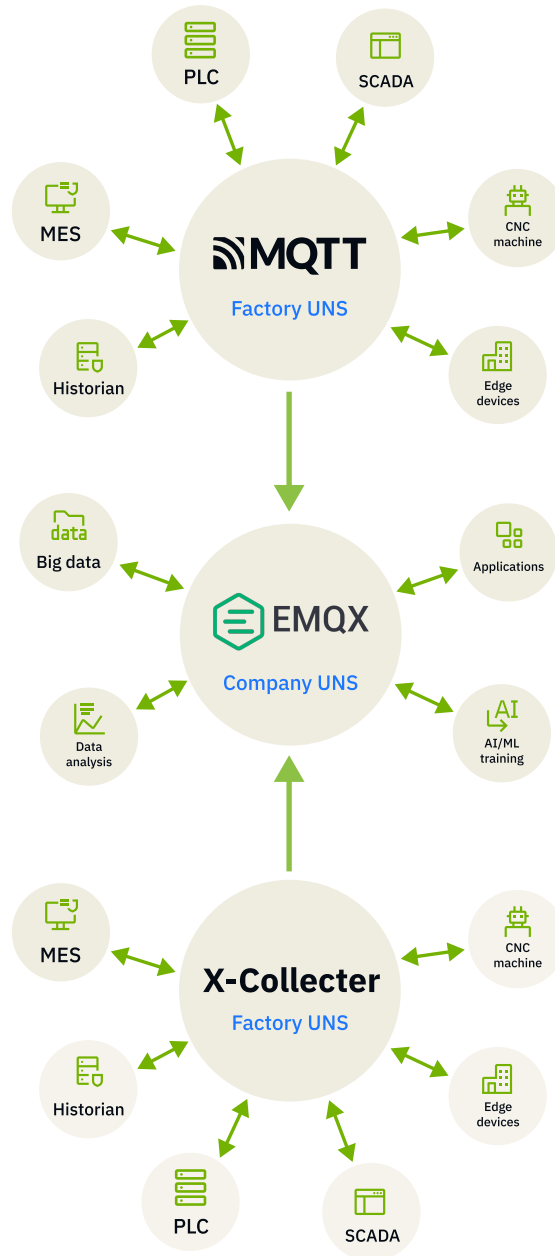 PLC
SCADA
MES
MQTT
CNC
machine
Factory UNS
Historian
Edge
devices
data
Big data
Applications
EMQX
Company UNS
AI
Data
analysis
AI/ML
training
MES
CNC
machine
X-Collecter
Factory UNS
Historian
Edge
devices
PLC
SCADA